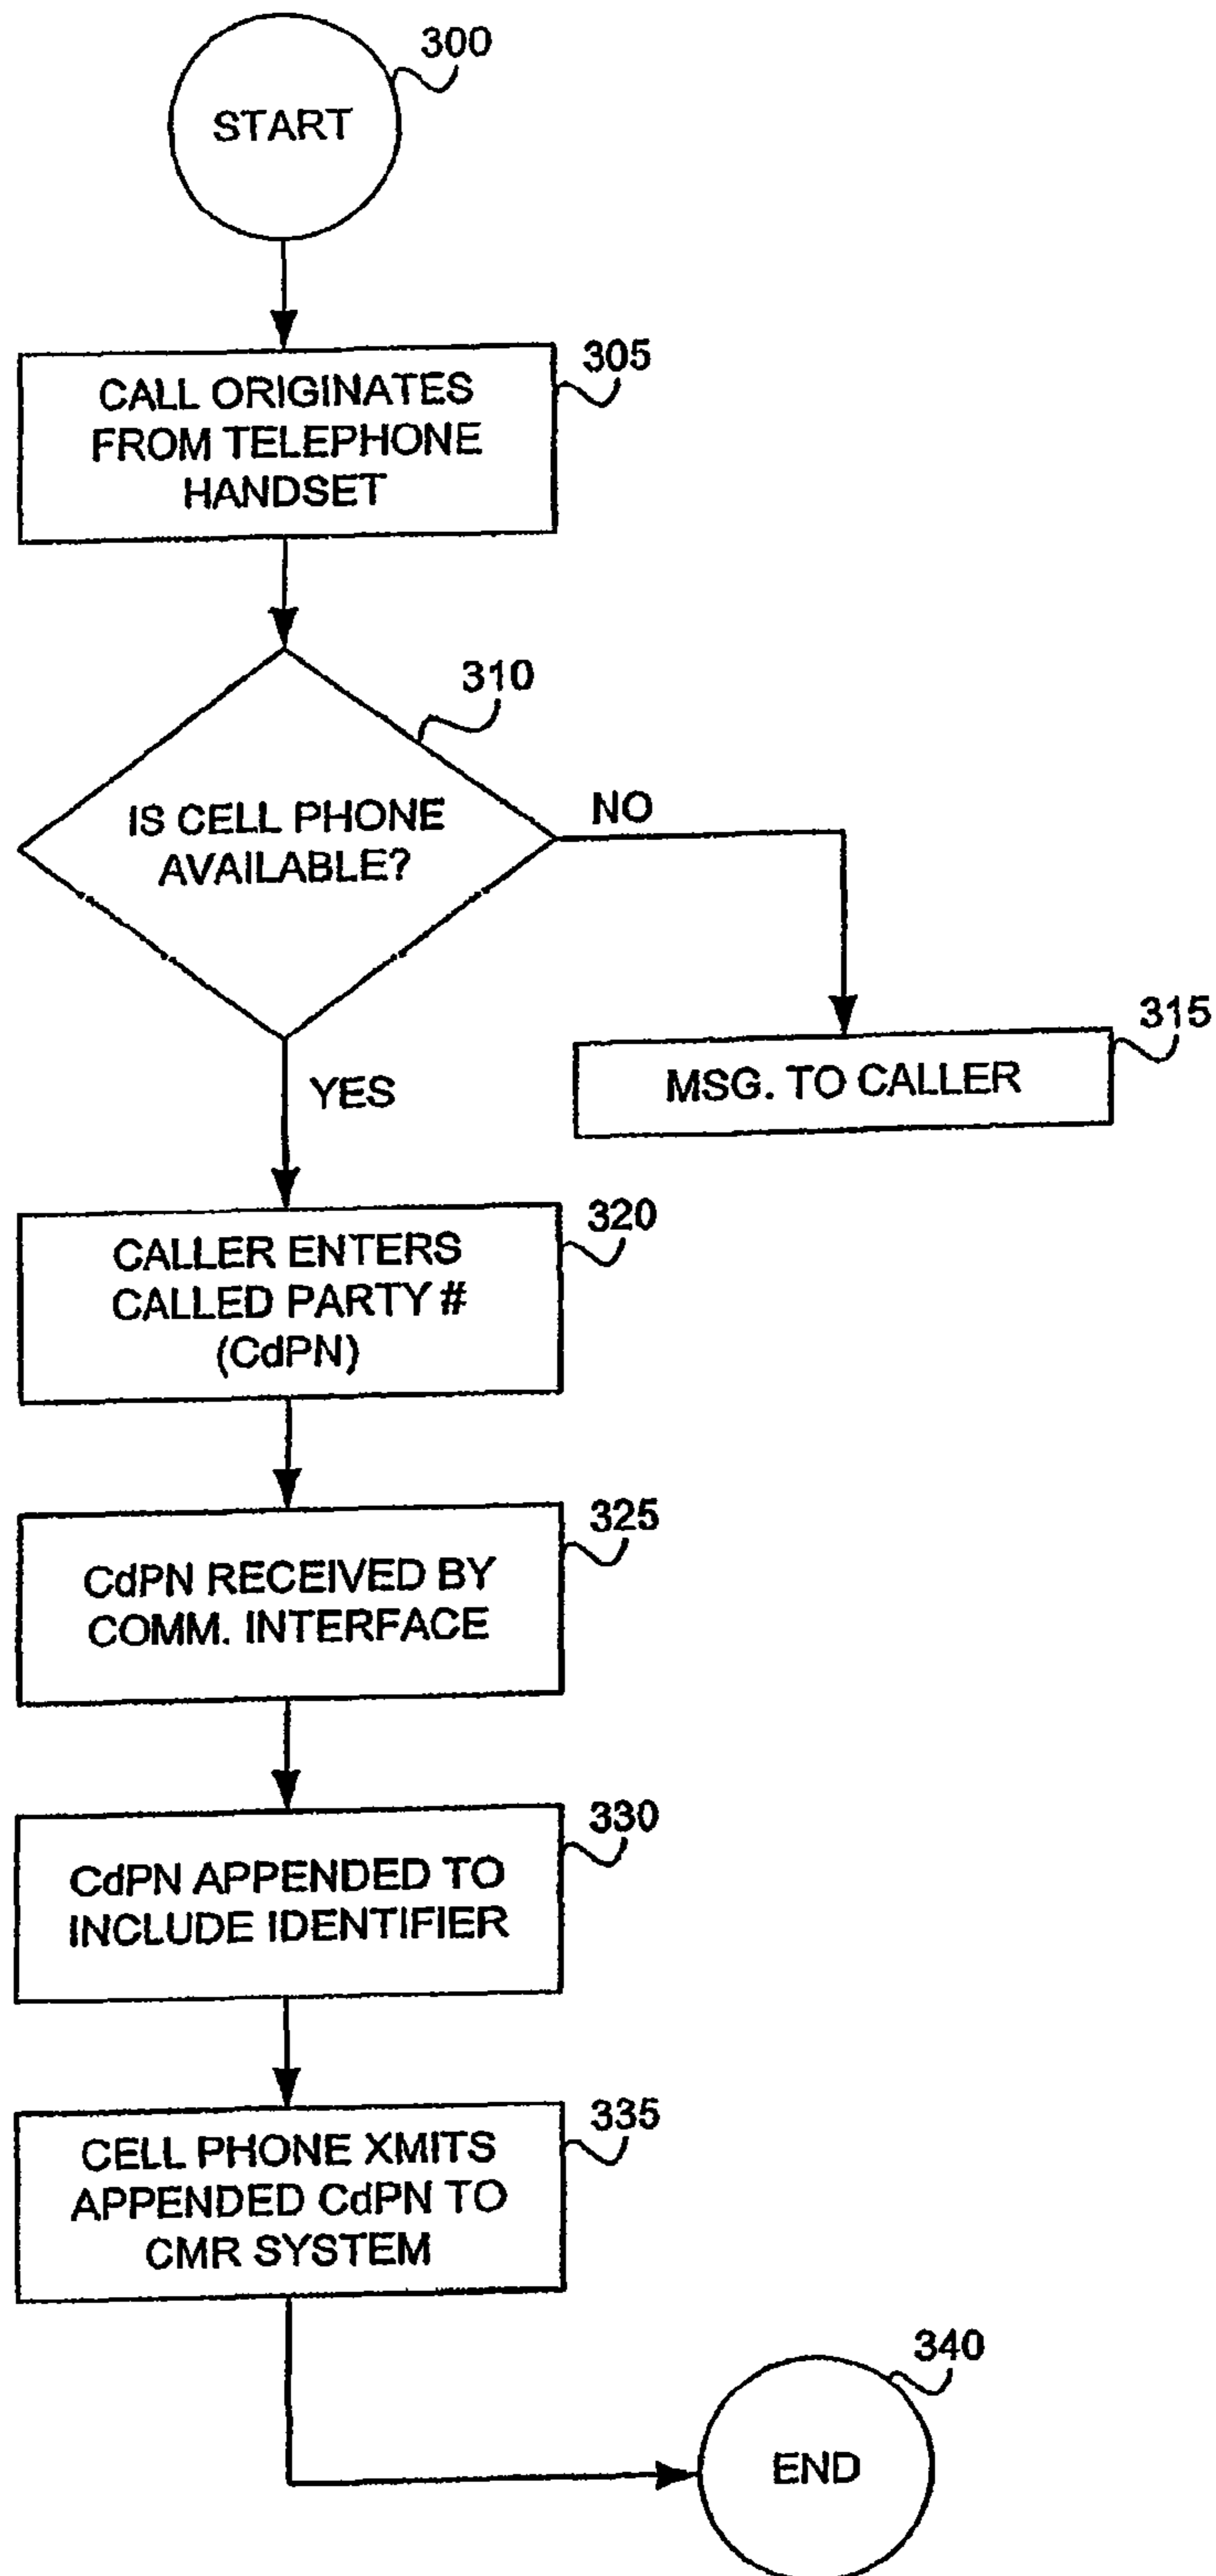 300
START
305
CALL ORIGINATES
FROM TELEPHONE
HANDSET
310
IS CELL PHONE
AVAILABLE?
NO
YES
315
MSG. TO CALLER
320
CALLER ENTERS
CALLED PARTY #
(CdPN)
325
CdPN RECEIVED BY
COMM. INTERFACE
330
CdPN APPENDED TO
INCLUDE IDENTIFIER
335
CELL PHONE XMITS
APPENDED CdPN TO
CMR SYSTEM
340
END